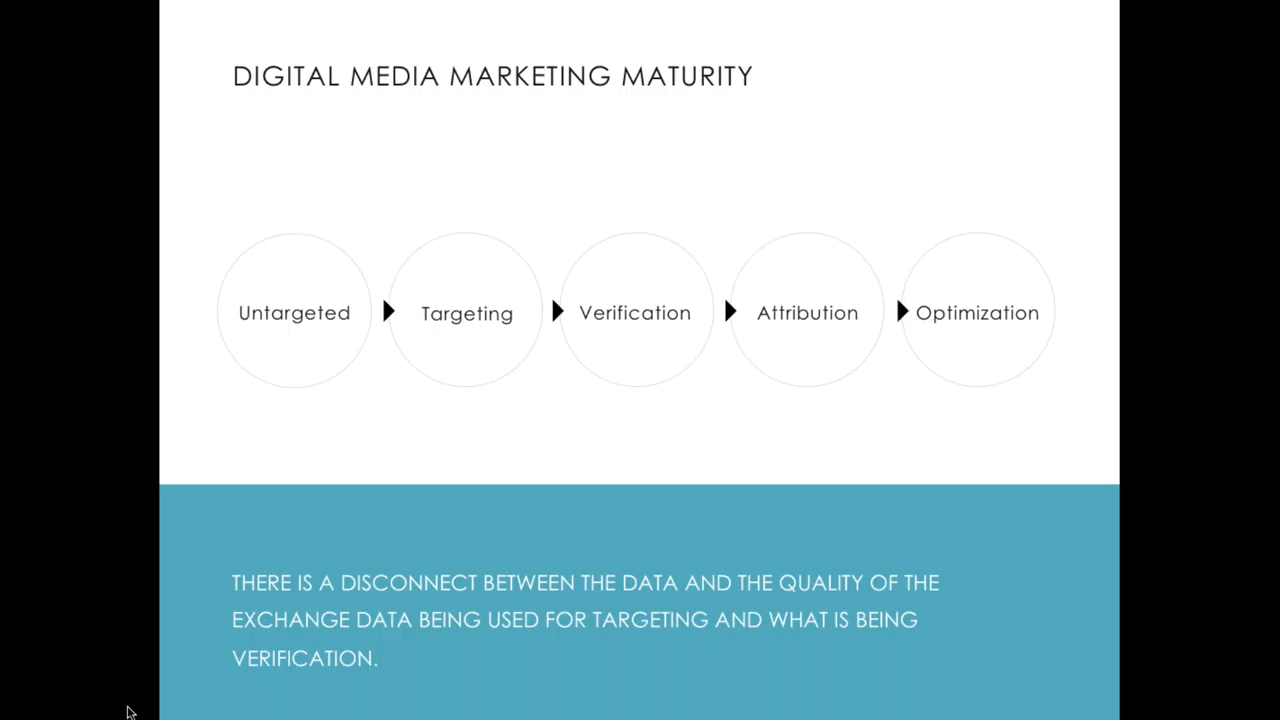 DIGITAL MEDIA MARKETING MATURITY
Untargeted
Targeting
Verification
Attribution
Optimization
THERE IS A DISCONNECT BETWEEN THE DATA AND THE QUALITY OF THE
EXCHANGE DATA BEING USED FOR TARGETING AND WHAT IS BEING
VERIFICATION.